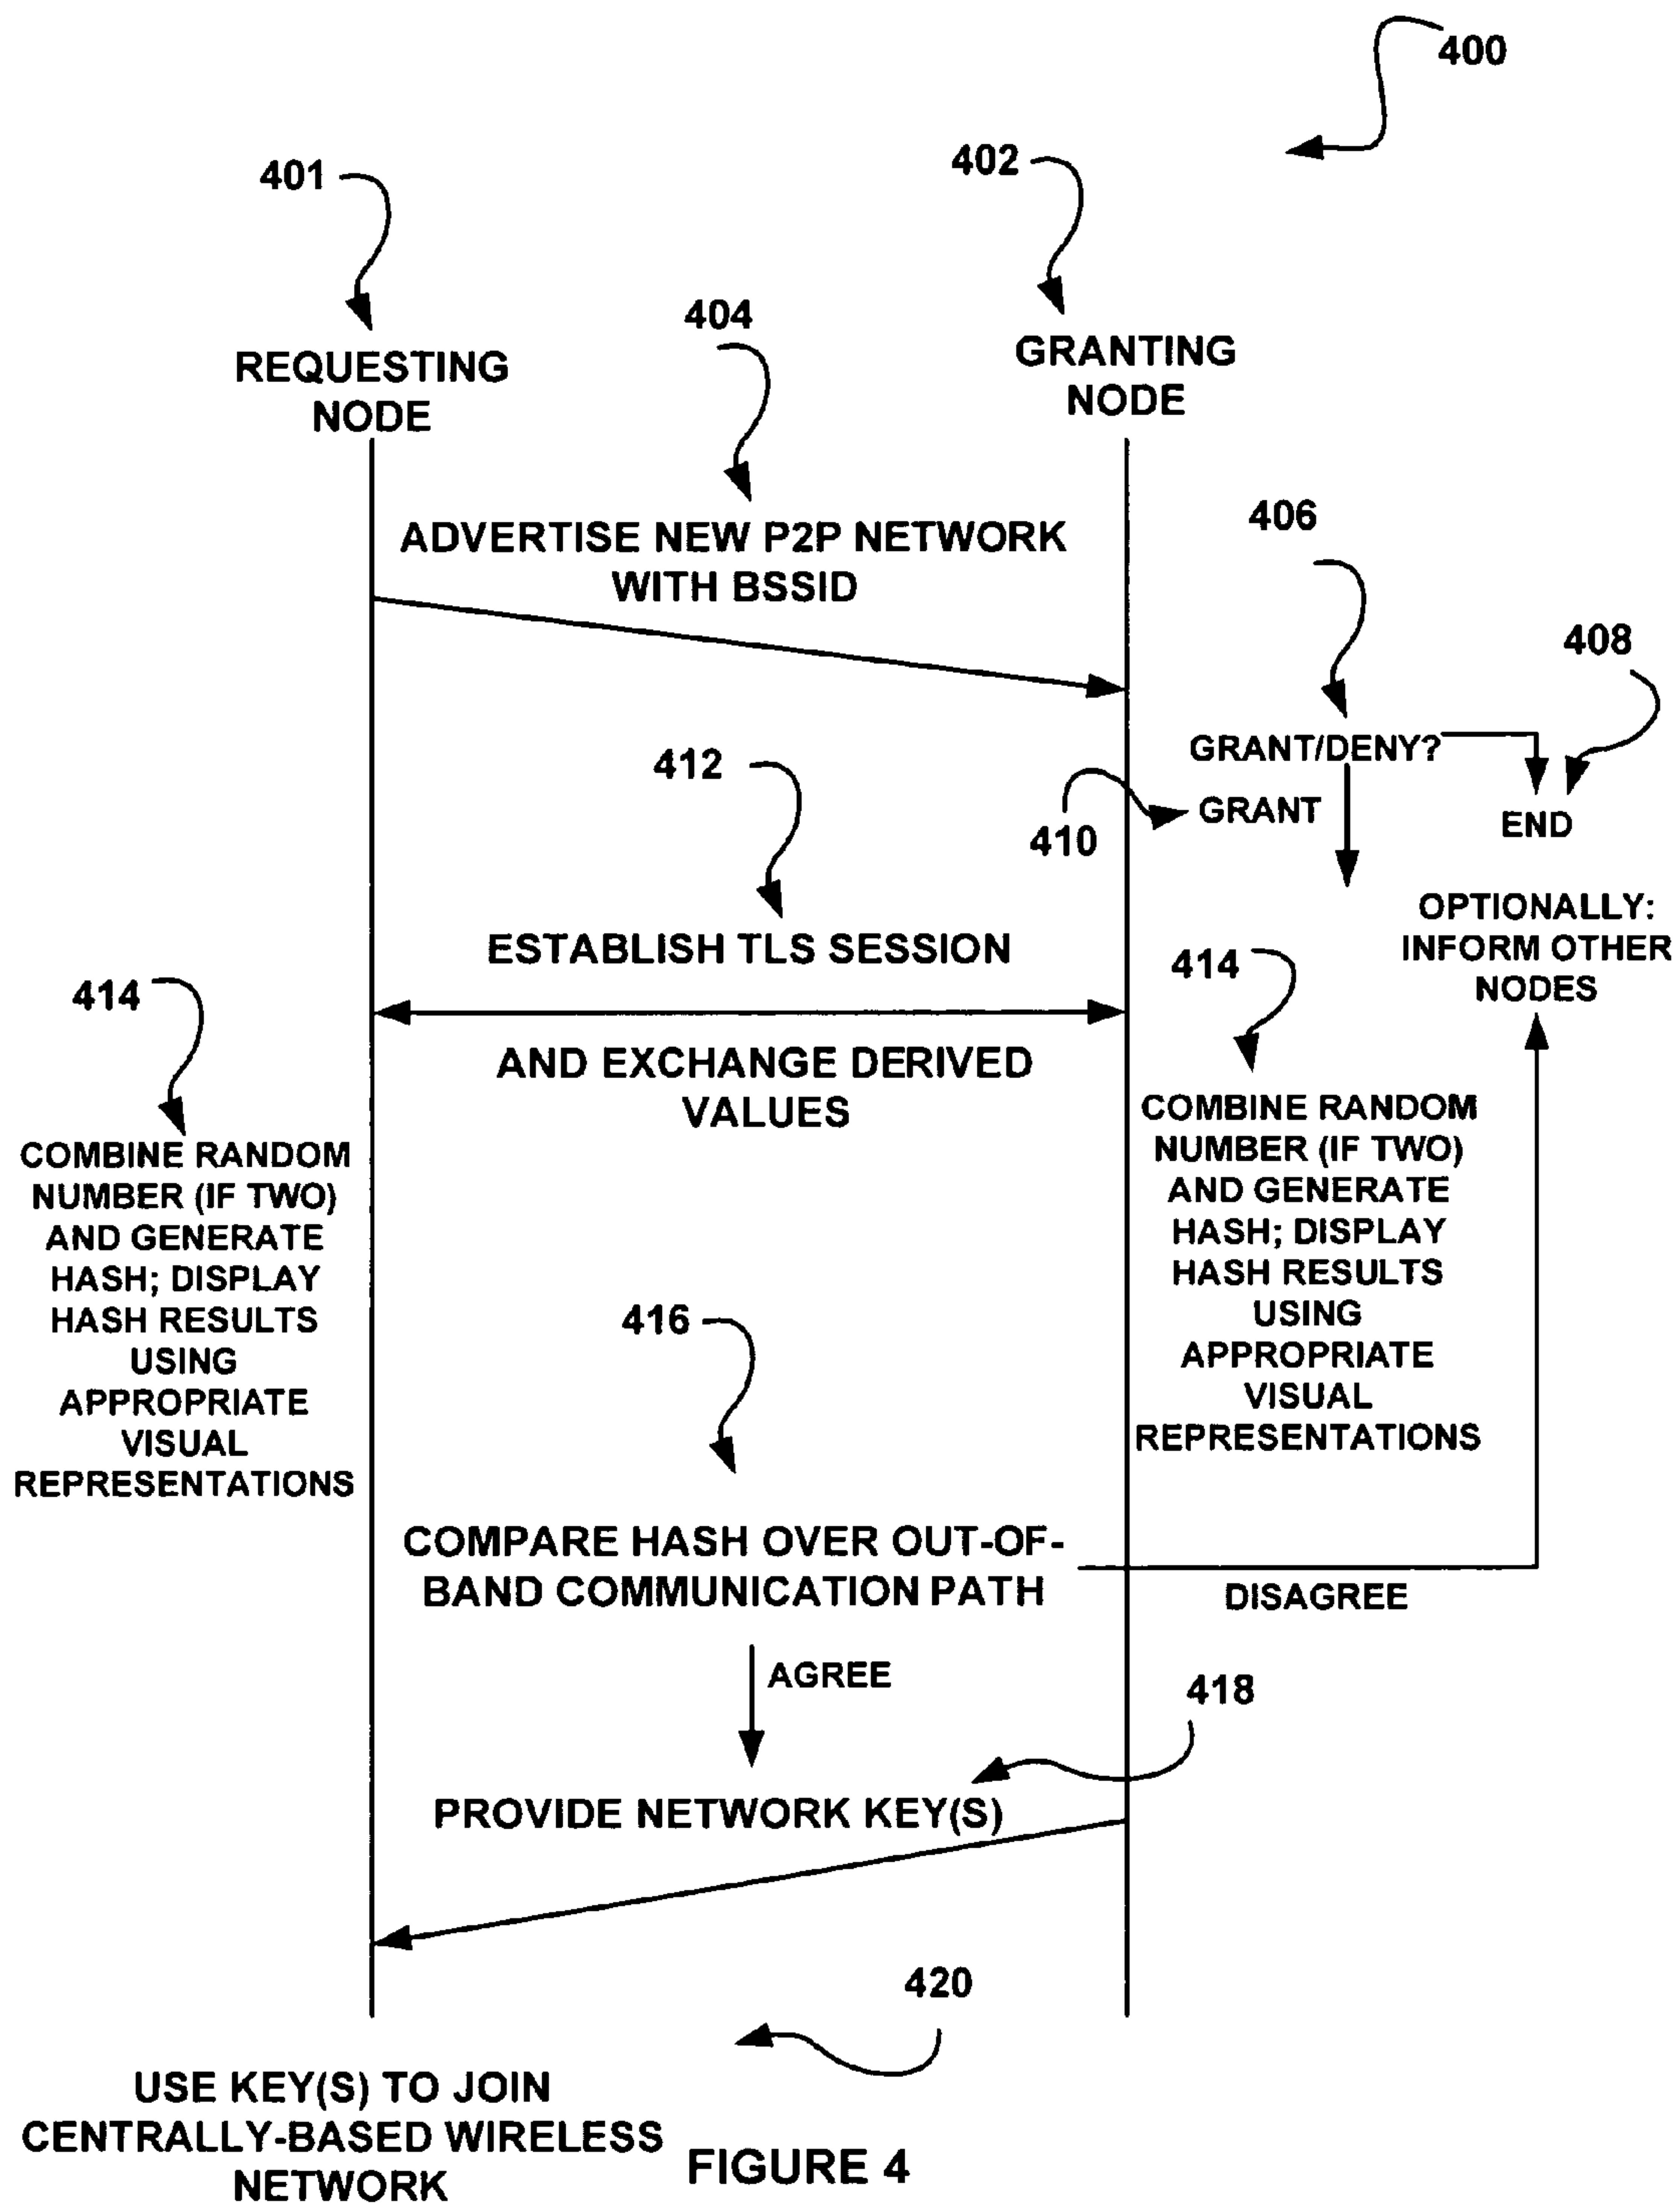 400
401
402
REQUESTING
NODE
404
GRANTING
NODE
ADVERTISE NEW P2P NETWORK
WITH BSSID
406
408
GRANT/DENY?
412
410
GRANT
END
ESTABLISH TLS SESSION
OPTIONALLY:
INFORM OTHER
NODES
414
414
AND EXCHANGE DERIVED
VALUES
COMBINE RANDOM
NUMBER (IF TWO)
AND GENERATE
HASH; DISPLAY
HASH RESULTS
USING
APPROPRIATE
VISUAL
REPRESENTATIONS
COMBINE RANDOM
NUMBER (IF TWO)
AND GENERATE
HASH; DISPLAY
HASH RESULTS
USING
APPROPRIATE
VISUAL
REPRESENTATIONS
416
COMPARE HASH OVER OUT-OF-
BAND COMMUNICATION PATH
DISAGREE
AGREE
418
PROVIDE NETWORK KEY(S)
420
USE KEY(S) TO JOIN
CENTRALLY-BASED WIRELESS
NETWORK
FIGURE 4